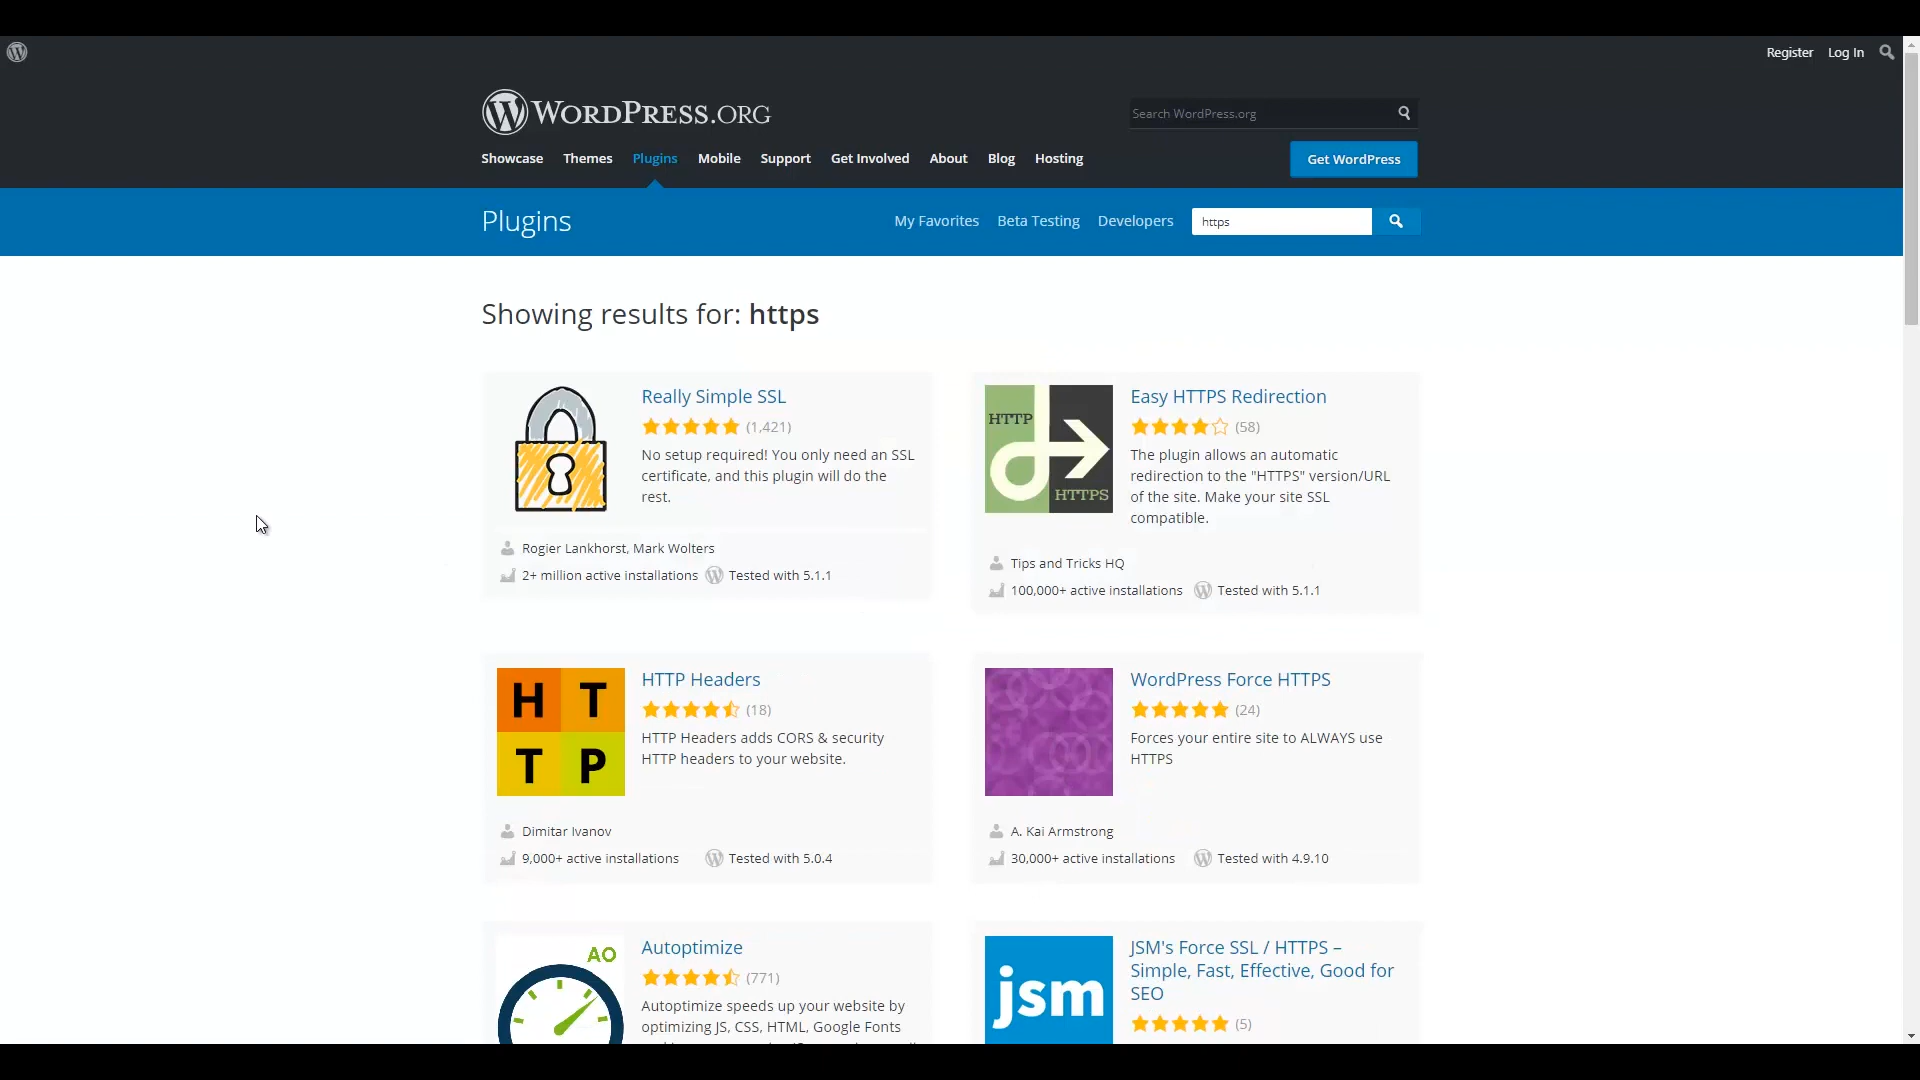 Register Log In
WORDPRESS.ORG
Search WordPress.org
Showcase Themes Plugins Mobile Support Get Involved About Blog Hosting
Get WordPress
Plugins
My Favorites Beta Testing Developers
https
Showing results for: https
Really Simple SSL
(1,421)
No setup required! You only need an SSL
certificate, and this plugin will do the
rest.
Rogier Lankhorst, Mark Wolters
2+ million active installations
Tested with 5.1.1
HTTP
HTTPS
Easy HTTPS Redirection
(58)
The plugin allows an automatic
redirection to the "HTTPS" version/URL
of the site. Make your site SSL
compatible.
Tips and Tricks HQ
100,000+ active installations
Tested with 5.1.1
H T
T P
HTTP Headers
(18)
HTTP Headers adds CORS & security
HTTP headers to your website.
Dimitar Ivanov
9,000+ active installations
Tested with 5.0.4
WordPress Force HTTPS
(24)
Forces your entire site to ALWAYS use
HTTPS
A. Kai Armstrong
30,000+ active installations
Tested with 4.9.10
AO
Autoptimize
(771)
Autoptimize speeds up your website by
optimizing JS, CSS, HTML, Google Fonts
jsm
JSM's Force SSL / HTTPS –
Simple, Fast, Effective, Good for
SEO
(5)